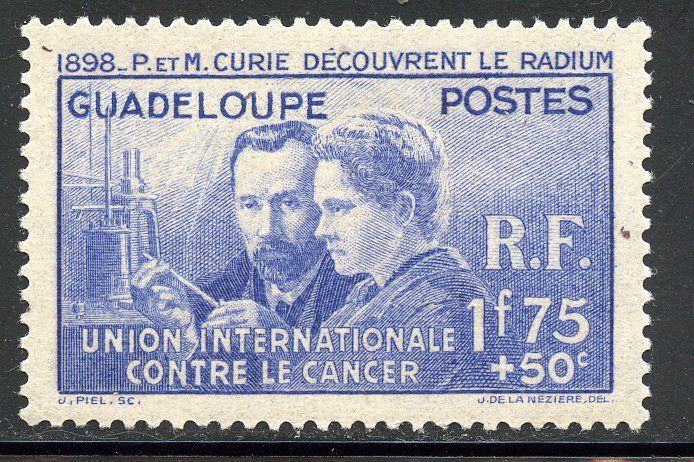 1898_P. ET M. CURIE DÉCOUVRENT LE RADIUM
GUADELOUPE POSTES
R.F.
UNION INTERNATIONALE 1f75
CONTRE LE CANCER +50c
J. PIEL, SC. J. DE LA NEZIÈRE, DEL.